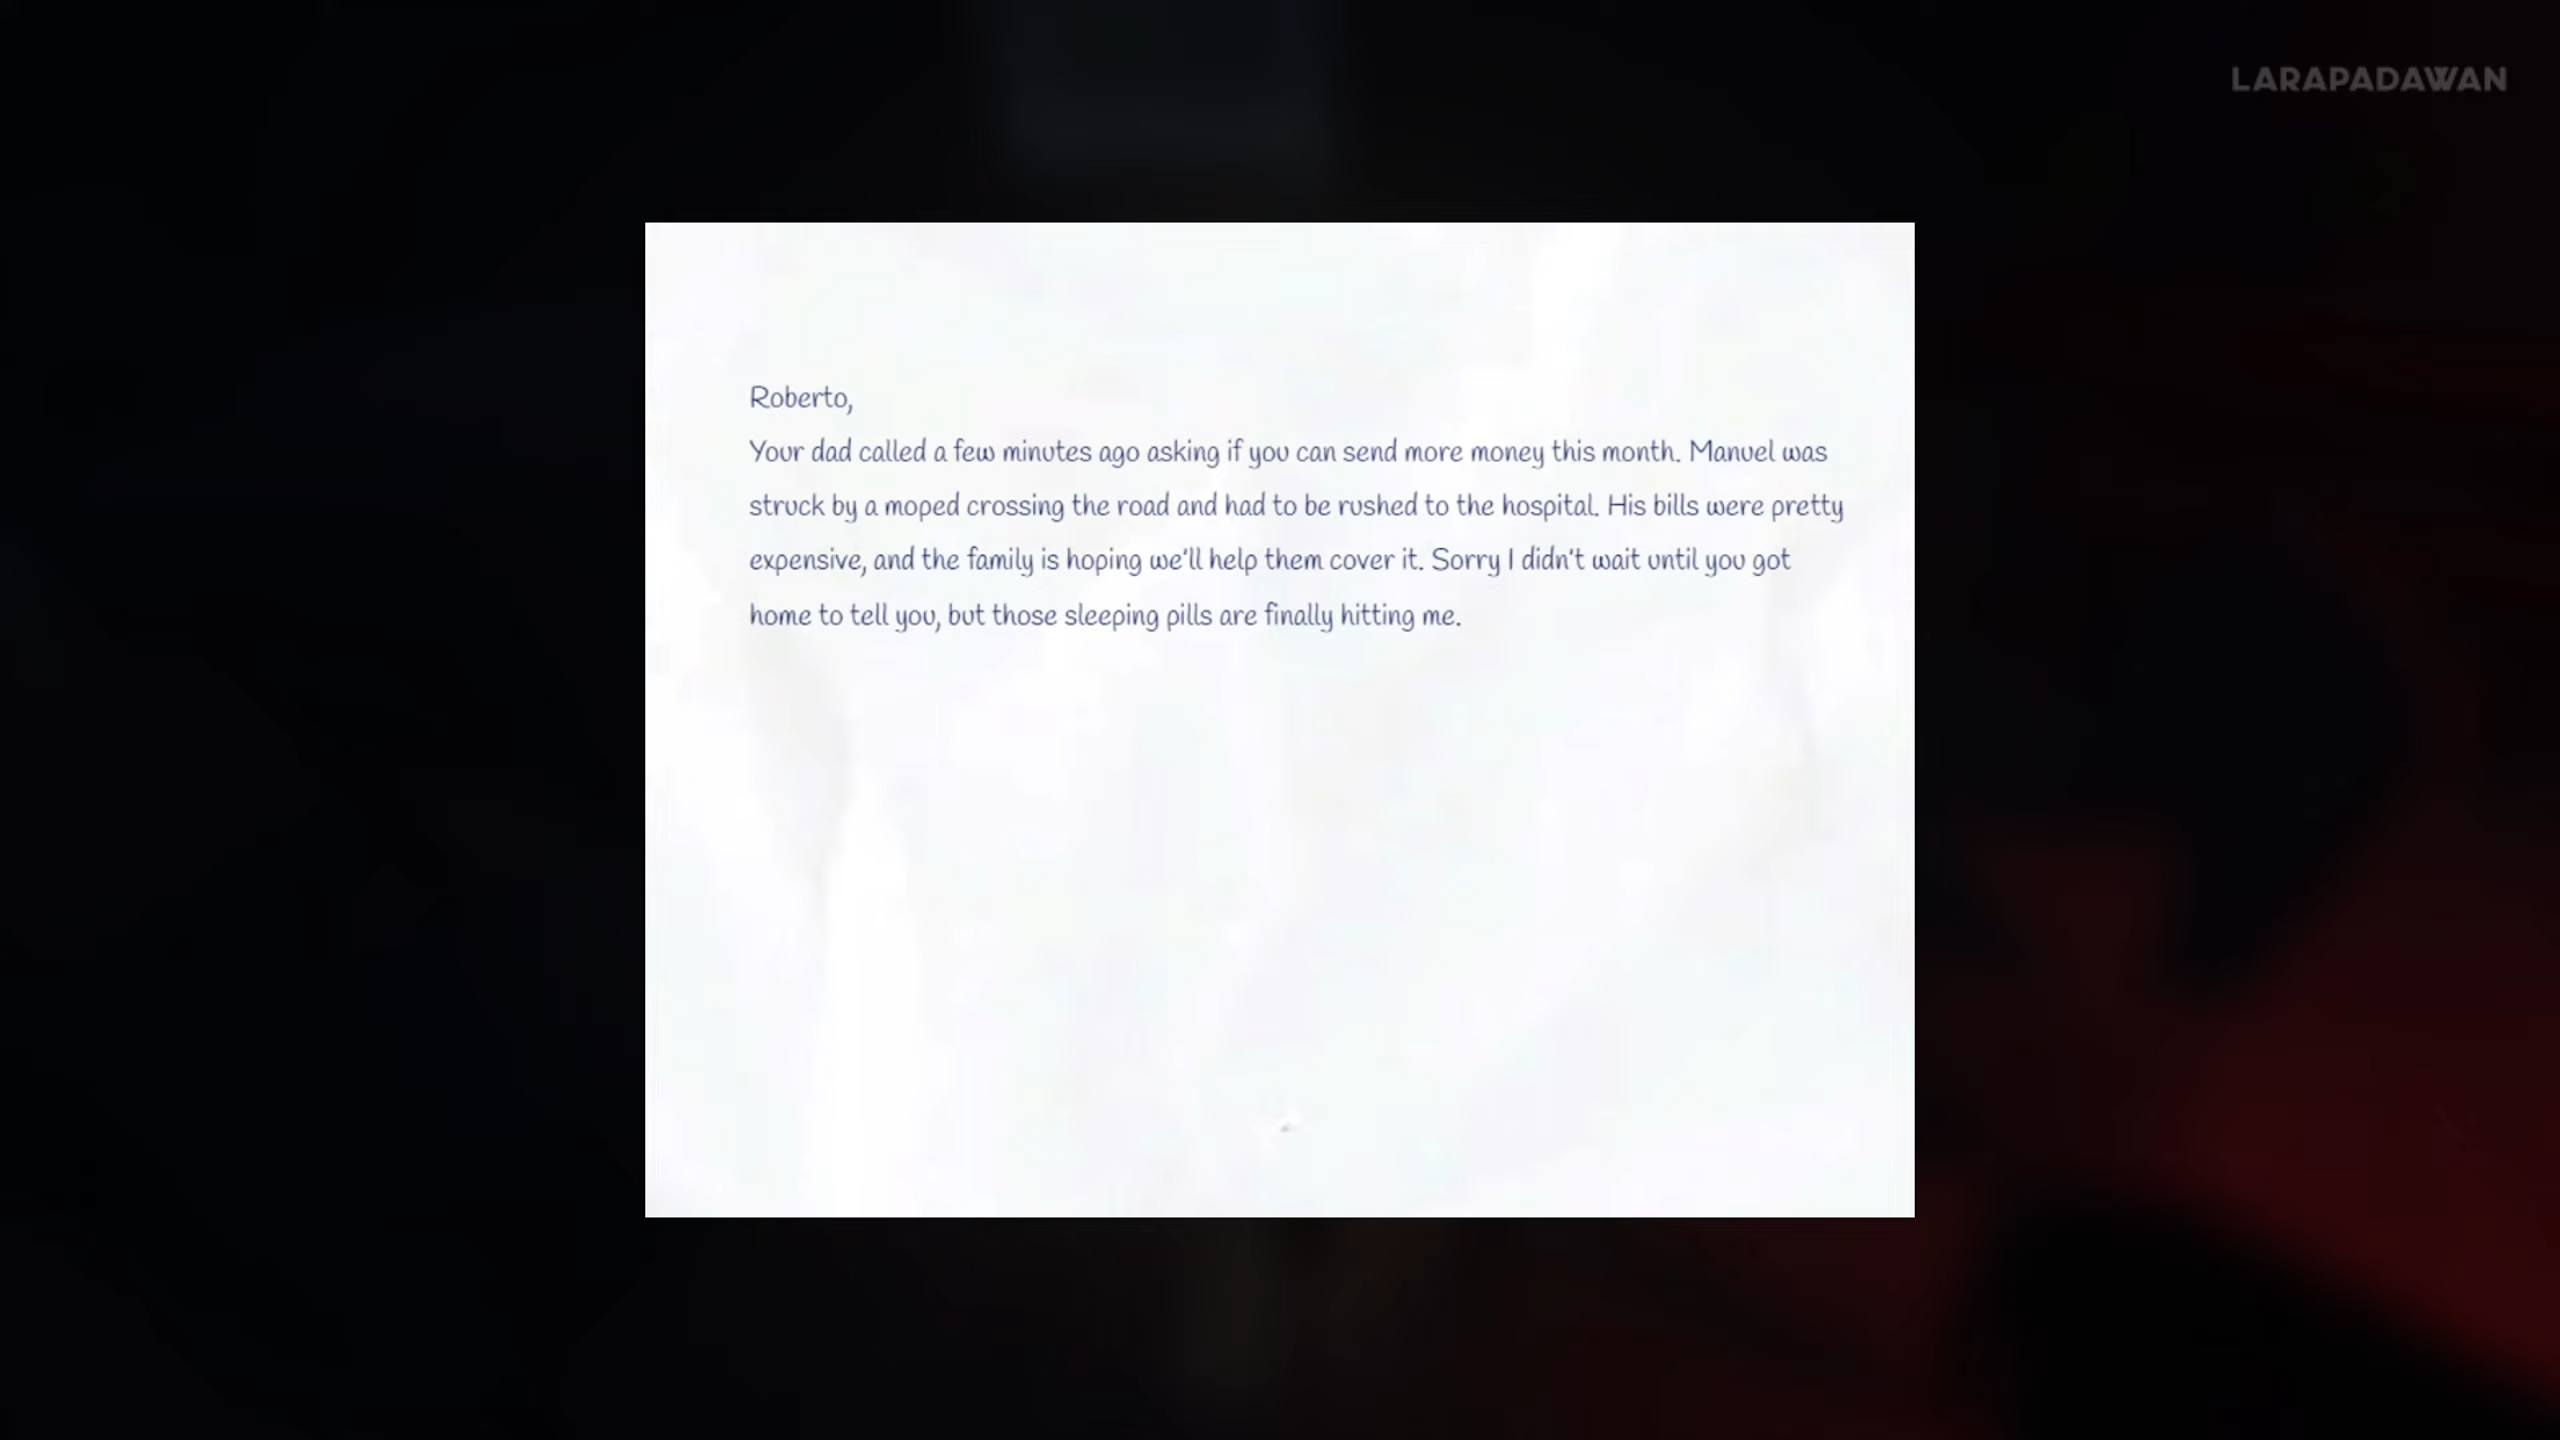 LARAPADAWAN
Roberto,
Your dad called a few minutes ago asking if you can send more money this month. Manuel was
struck by a moped crossing the road and had to be rushed to the hospital. His bills were pretty
expensive, and the family is hoping we'll help them cover it. Sorry I didn't wait until you got
home to tell you, but those sleeping pills are finally hitting me.